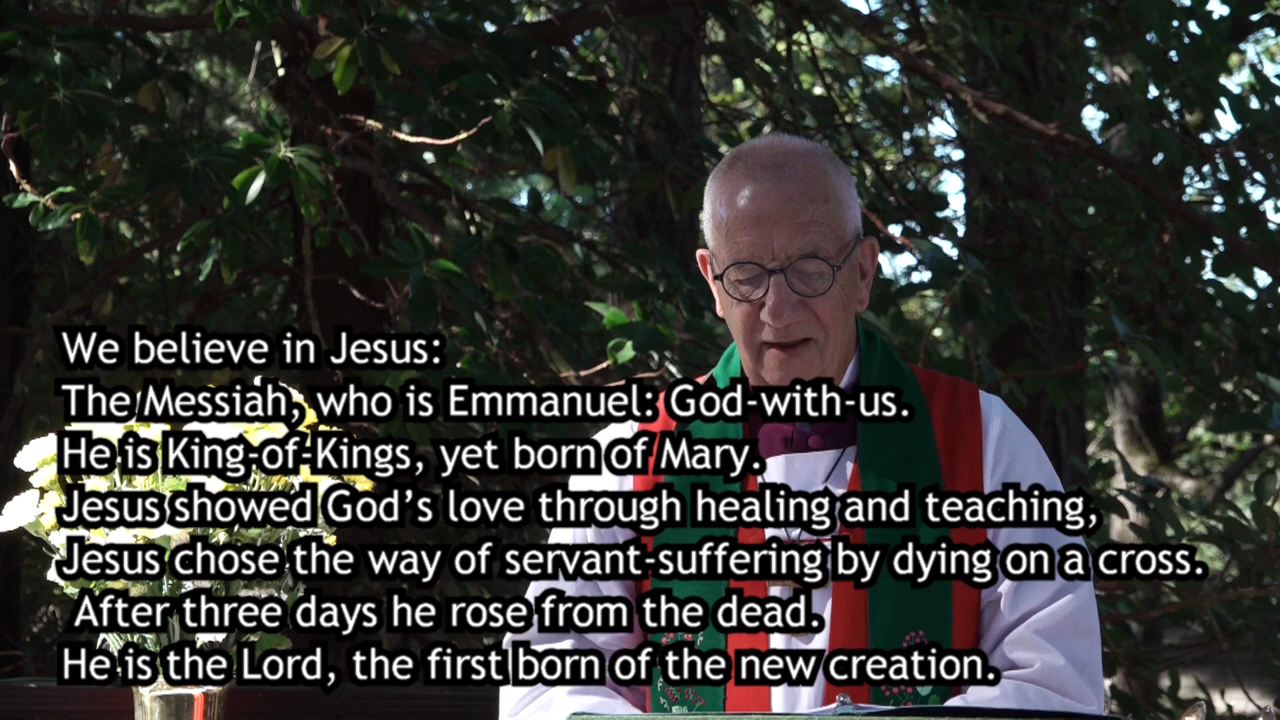 We believe in Jesus:
The Messiah, who is Emmanuel: God-with-us.
He is King-of-Kings, yet born of Mary.
Jesus showed God’s love through healing and teaching,
Jesus chose the way of servant-suffering by dying on a cross.
After three days he rose from the dead.
He is the Lord, the first born of the new creation.